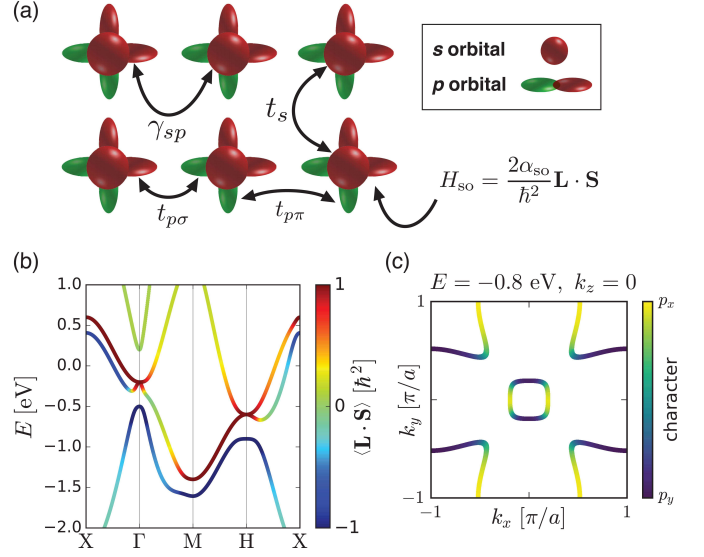 (a)
s orbital
p orbital
γsp
ts
tpσ
tpπ
Hso = 2αso/ħ² L · S
(b)
(c)
E = −0.8 eV, kz = 0
1.0
0.5
0.0
−0.5
−1.0
−1.5
−2.0
E [eV]
X Γ M H X
1
0
−1
⟨L · S⟩ [ħ²]
1
−1
ky [π/a]
−1 1
kx [π/a]
px
py
character